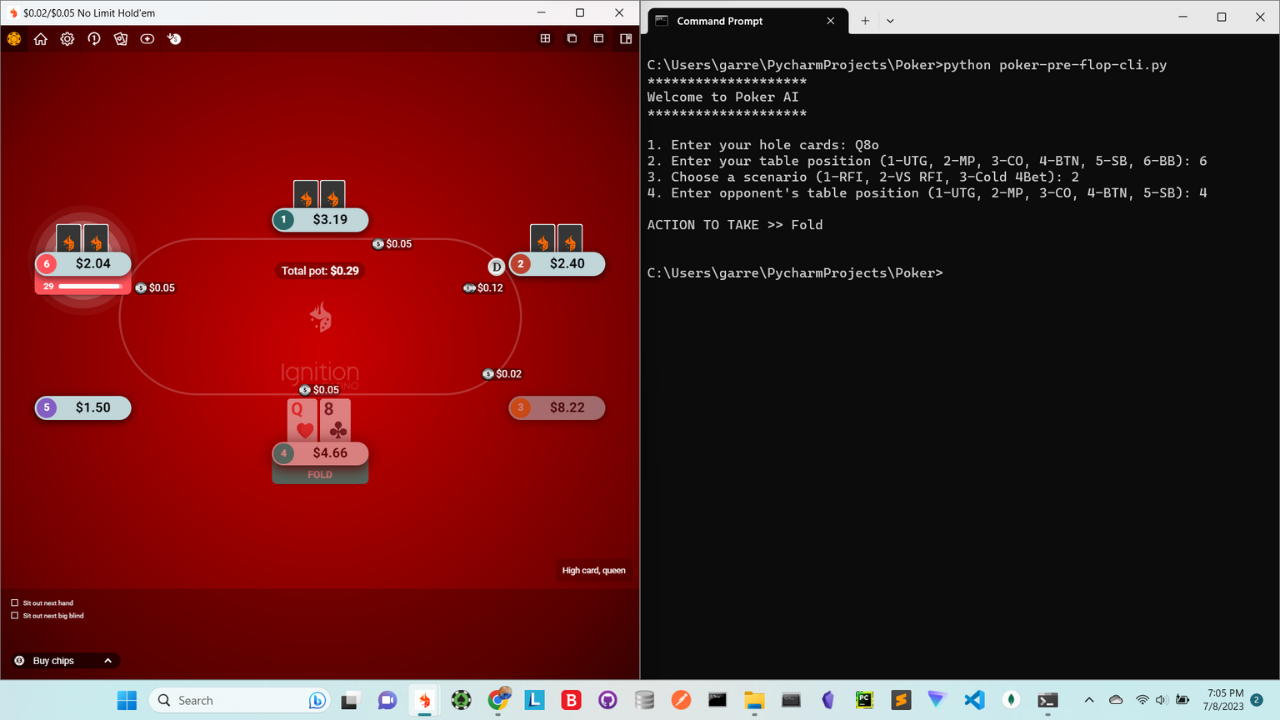 $0.02/$0.05 No Limit Hold'em
1
$3.19
$0.05
6
$2.04
29
$0.05
Total pot: $0.29
D
2
$2.40
$0.12
Ignition
$0.02
5
$1.50
$0.05
Q 8
4
$4.66
FOLD
3
$8.22
High card, queen
Sit out next hand
Sit out next big blind
Buy chips
Command Prompt
C:\Users\garre\PycharmProjects\Poker>python poker-pre-flop-cli.py
********************
Welcome to Poker AI
********************
1. Enter your hole cards: Q8o
2. Enter your table position (1-UTG, 2-MP, 3-CO, 4-BTN, 5-SB, 6-BB): 6
3. Choose a scenario (1-RFI, 2-VS RFI, 3-Cold 4Bet): 2
4. Enter opponent's table position (1-UTG, 2-MP, 3-CO, 4-BTN, 5-SB): 4
ACTION TO TAKE >> Fold
C:\Users\garre\PycharmProjects\Poker>
Search
7:05 PM
7/8/2023
2